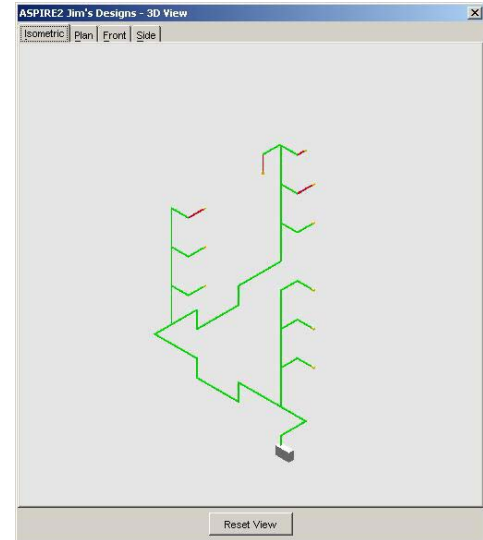 ASPIRE2 Jim's Designs - 3D View
Isometric Plan Front Side
Reset View